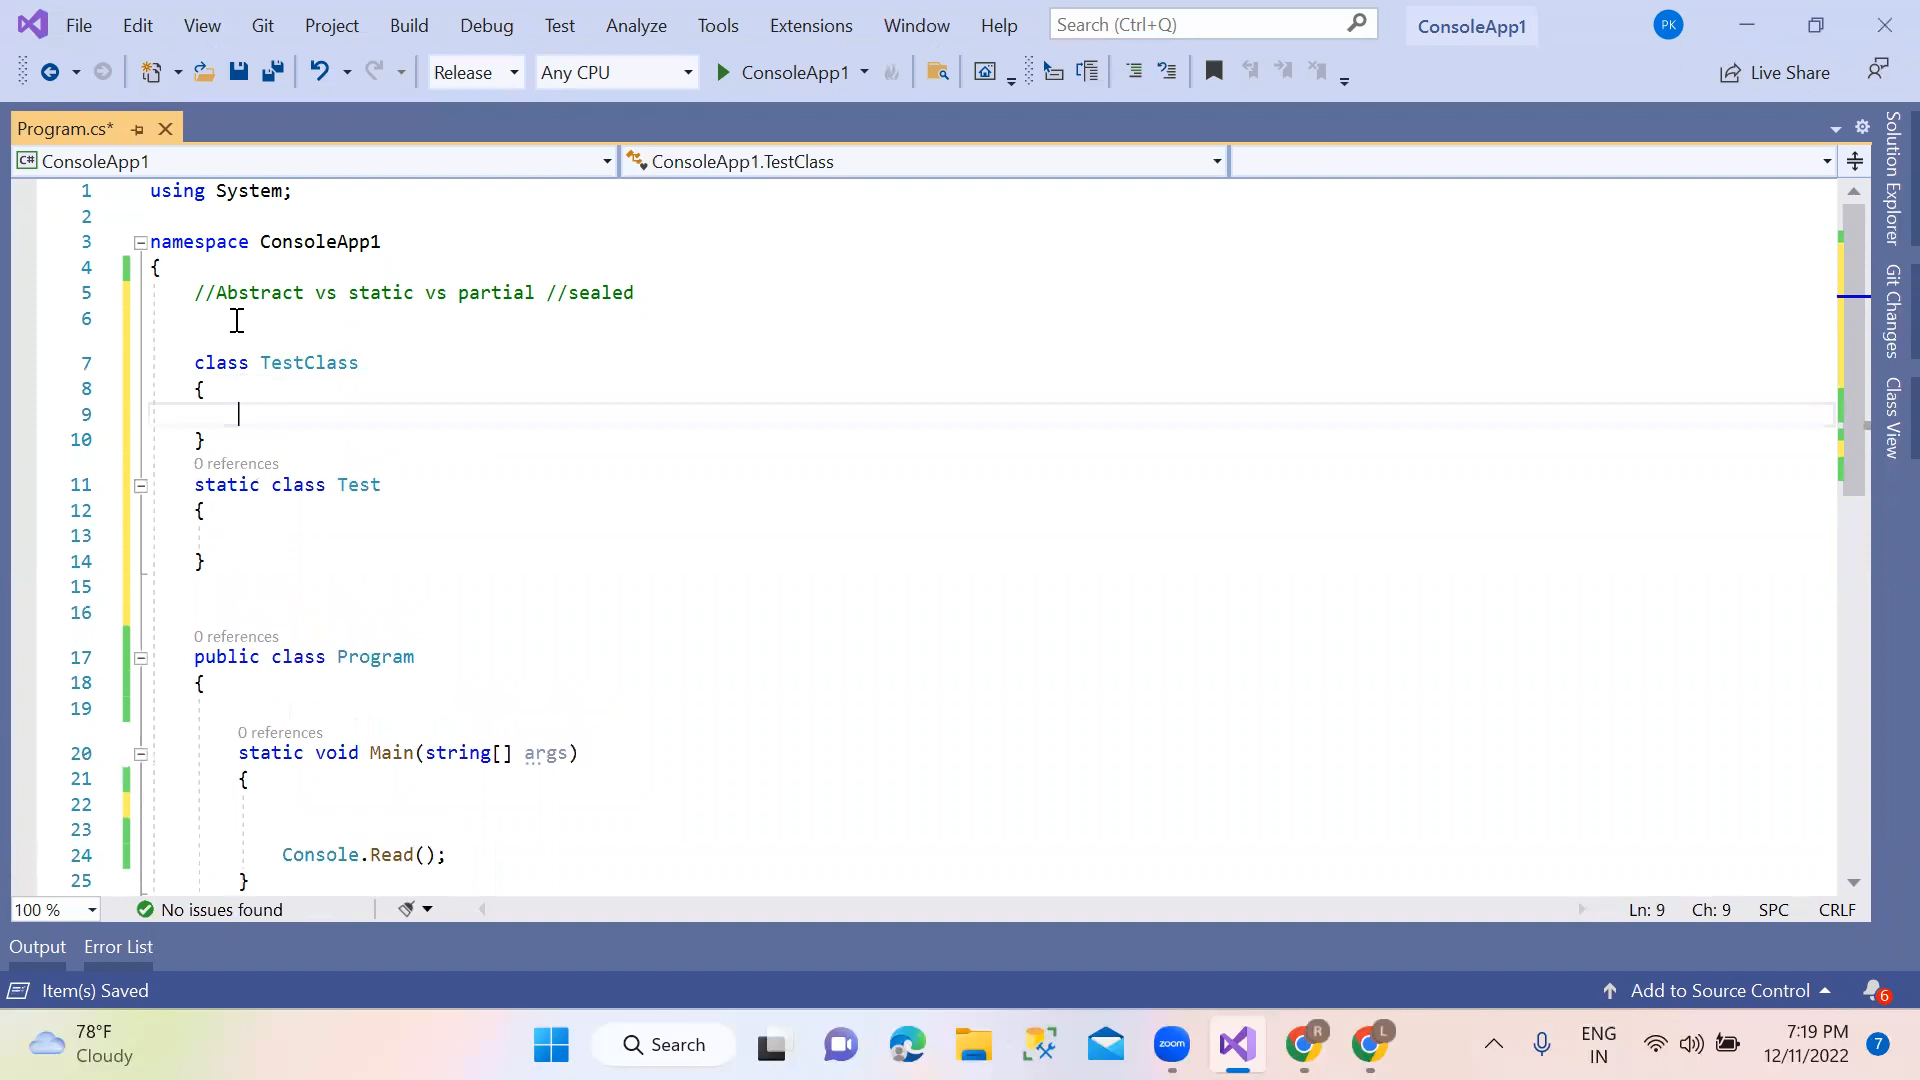 File Edit View Git Project Build Debug Test Analyze Tools Extensions Window Help Search (Ctrl+Q) ConsoleApp1 PK
Release Any CPU ConsoleApp1 Live Share
Program.cs*
ConsoleApp1 ConsoleApp1.TestClass
Solution Explorer
Git Changes
Class View
1 using System;
2
3 namespace ConsoleApp1
4 {
5 //Abstract vs static vs partial //sealed
6
7 class TestClass
8 {
9
10 }
0 references
11 static class Test
12 {
13
14 }
15
16
0 references
17 public class Program
18 {
19
0 references
20 static void Main(string[] args)
21 {
22
23
24 Console.Read();
25 }
100 % No issues found Ln: 9 Ch: 9 SPC CRLF
Output Error List
Item(s) Saved Add to Source Control 6
78°F
Cloudy
Search
zoom
R
L
ENG
IN
7:19 PM
12/11/2022
7